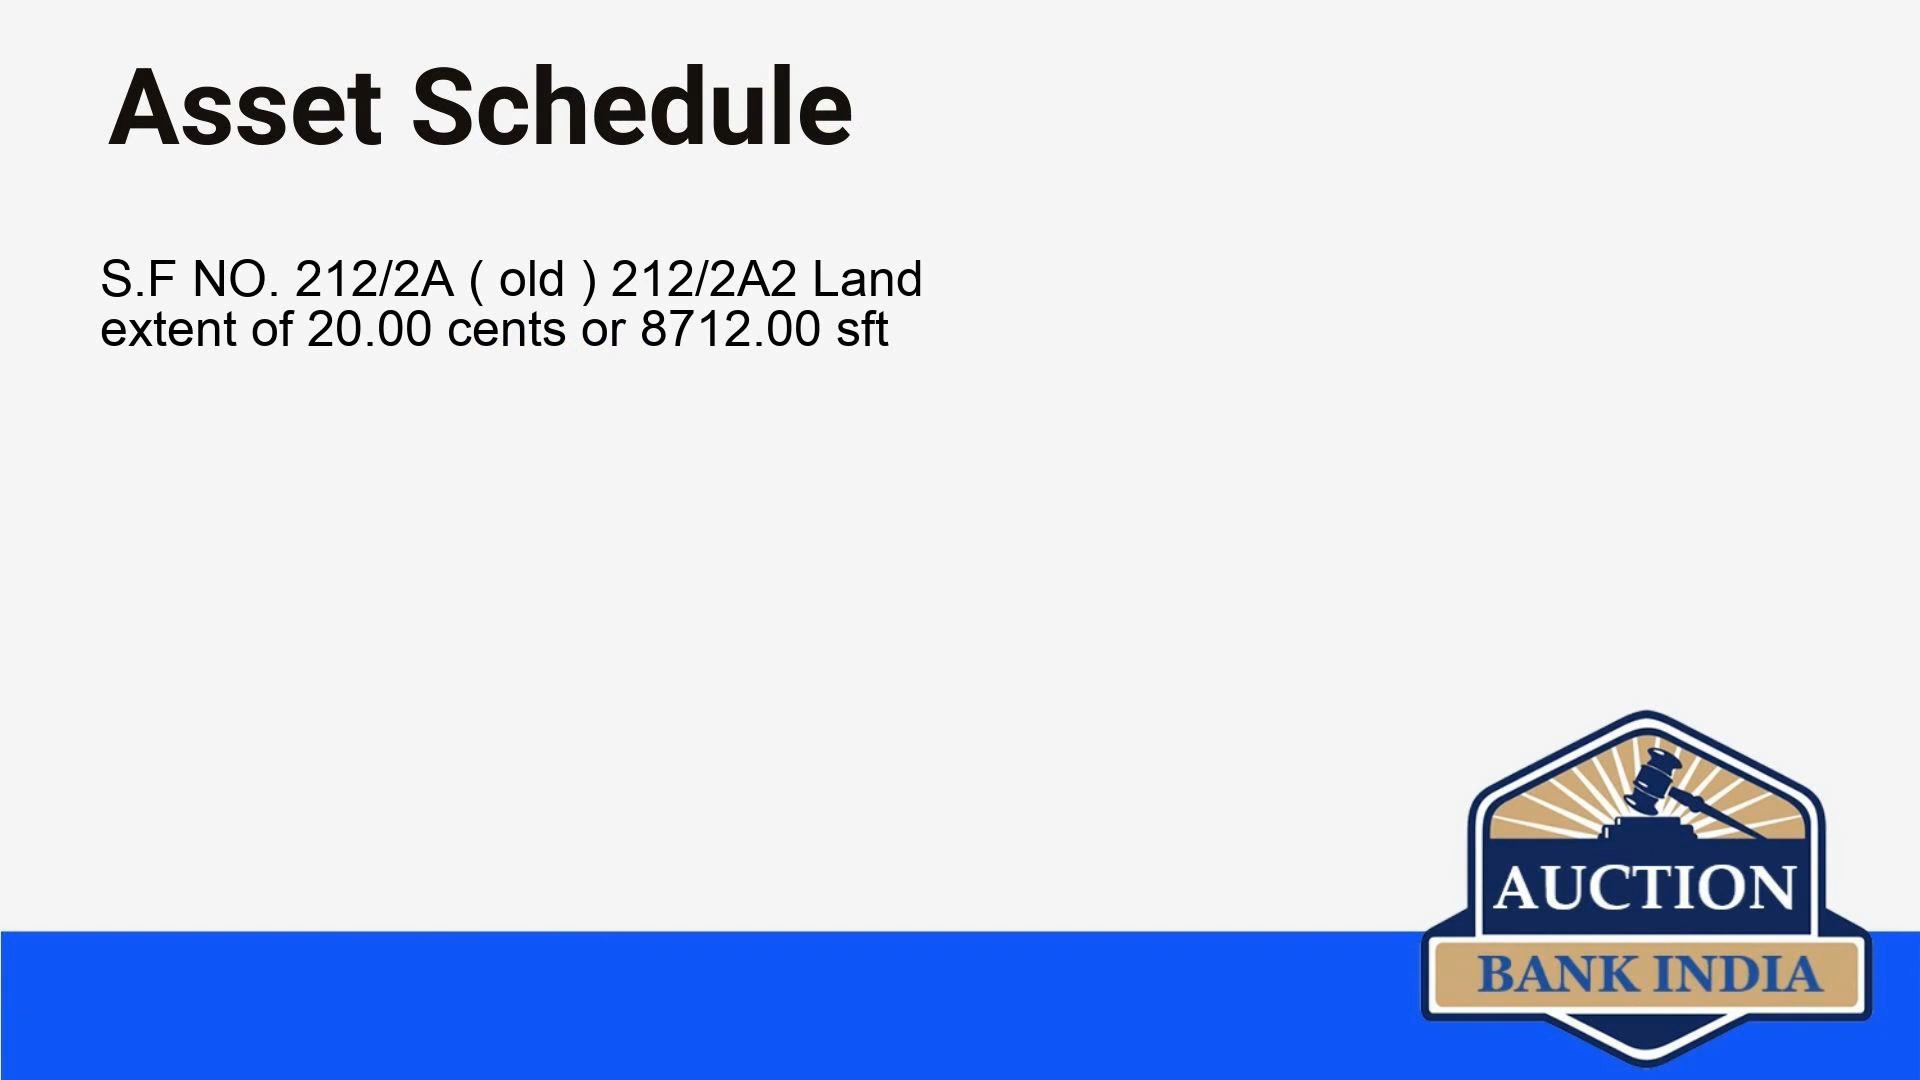 Asset Schedule
S.F NO. 212/2A ( old ) 212/2A2 Land
extent of 20.00 cents or 8712.00 sft
AUCTION
BANK INDIA